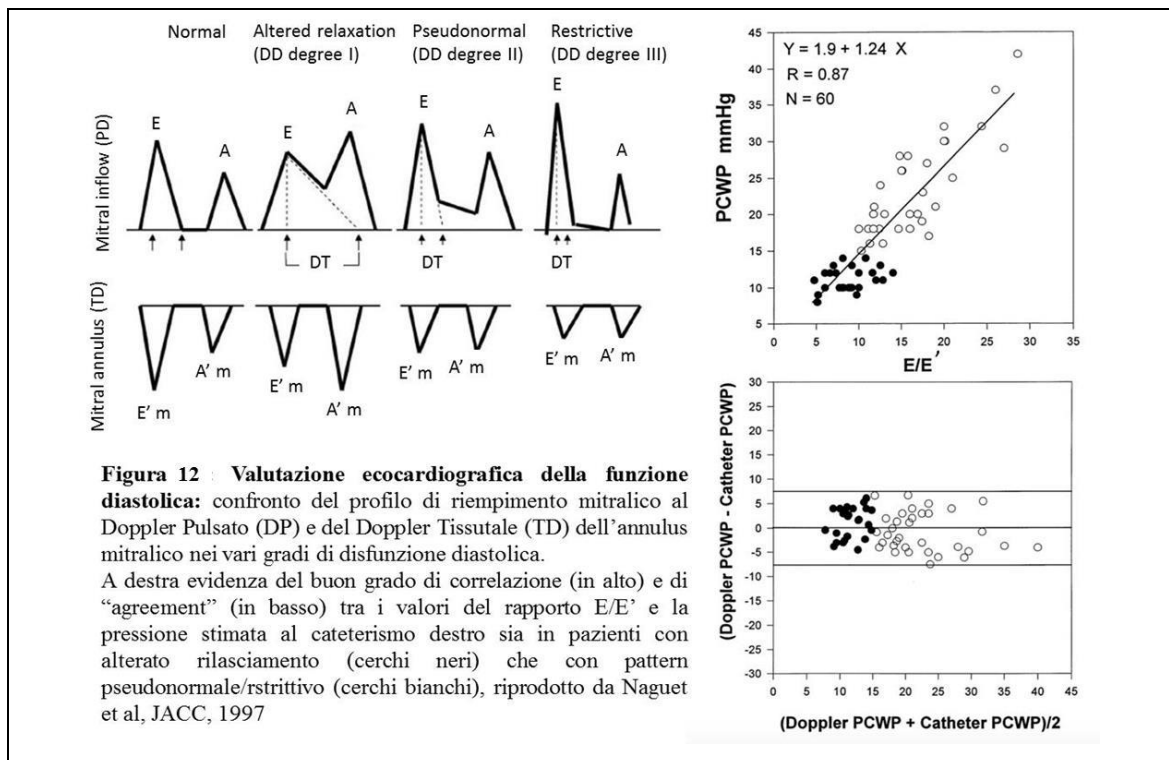 Normal
Altered relaxation
(DD degree I)
Pseudonormal
(DD degree II)
Restrictive
(DD degree III)
Mitral inflow (PD)
E
A
E
A
DT
E
A
DT
E
A
DT
Mitral annulus (TD)
E' m
A' m
E' m
A' m
E' m
A' m
E' m
A' m
Figura 12 : Valutazione ecocardiografica della funzione
diastolica: confronto del profilo di riempimento mitralico al
Doppler Pulsato (DP) e del Doppler Tissutale (TD) dell'annulus
mitralico nei vari gradi di disfunzione diastolica.
A destra evidenza del buon grado di correlazione (in alto) e di
"agreement" (in basso) tra i valori del rapporto E/E' e la
pressione stimata al cateterismo destro sia in pazienti con
alterato rilasciamento (cerchi neri) che con pattern
pseudonormale/rstrittivo (cerchi bianchi), riprodotto da Naguet
et al, JACC, 1997
PCWP mmHg
45
40
35
30
25
20
15
10
5
Y = 1.9 + 1.24 X
R = 0.87
N = 60
0 5 10 15 20 25 30 35
E/E'
(Doppler PCWP - Catheter PCWP)
30
25
20
15
10
5
0
-5
-10
-15
-20
-25
-30
0 5 10 15 20 25 30 35 40 45
(Doppler PCWP + Catheter PCWP)/2